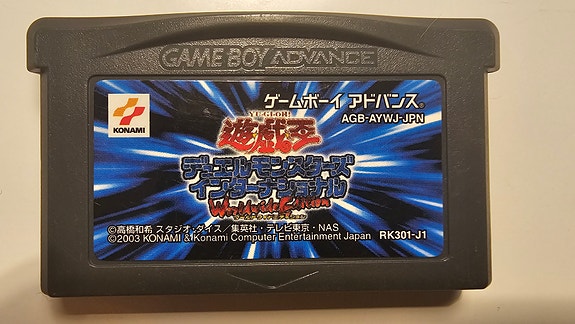 GAME BOY ADVANCE
KONAMI
ゲームボーイ アドバンス®
AGB-AYWJ-JPN
YU-GI-OH!
遊戯王
デュエルモンスターズ
インターナショナル
Worldwide Edition
©高橋和希 スタジオ・ダイス/集英社・テレビ東京・NAS
©2003 KONAMI & Konami Computer Entertainment Japan
RK301-J1